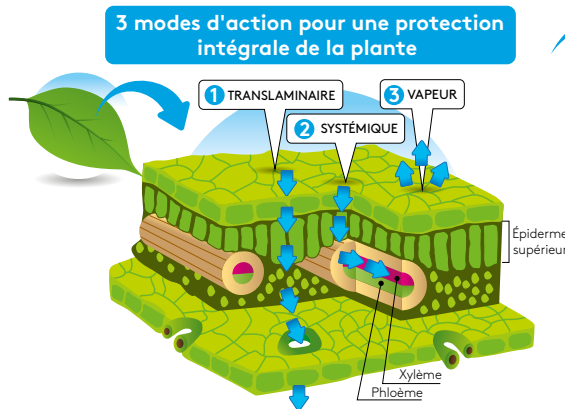 3 modes d'action pour une protection
intégrale de la plante
1 TRANSLAMINAIRE
3 VAPEUR
2 SYSTÉMIQUE
Épiderme
supérieur
Xylème
Phloème